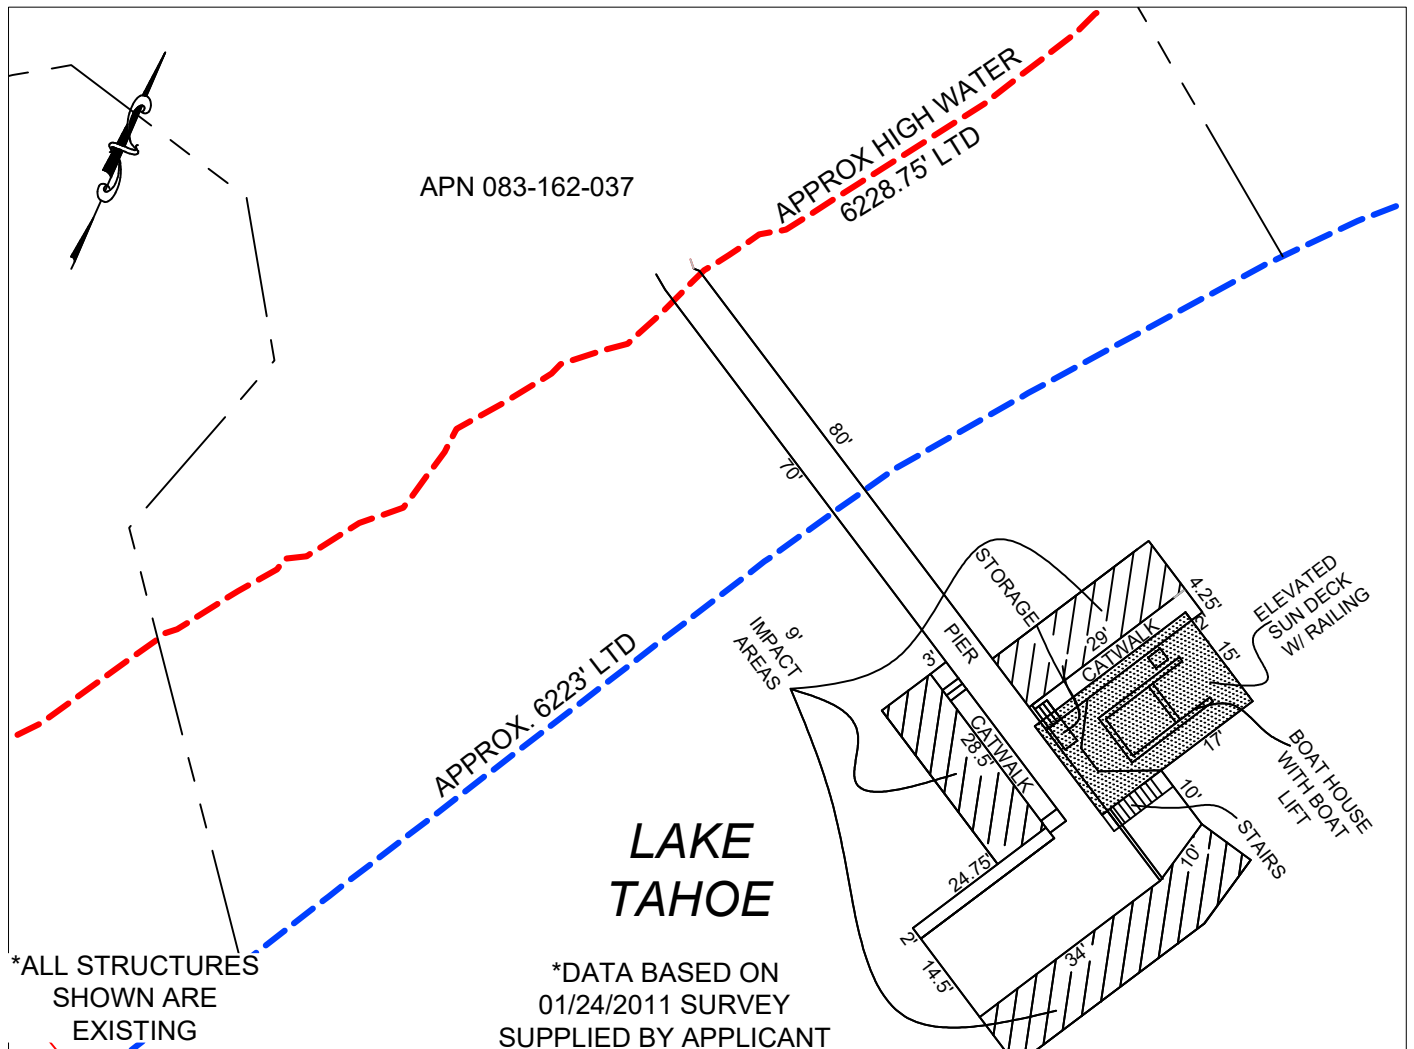 APN 083-162-037
APPROX HIGH WATER
6228.75' LTD
80'
70'
APPROX. 6223' LTD
STORAGE
PIER
9'
IMPACT
AREAS
3'
CATWALK
28.5'
29'
CATWALK
4.25'
2'
15'
ELEVATED
SUN DECK
W/ RAILING
17'
BOAT HOUSE
WITH BOAT
LIFT
10'
STAIRS
10'
24.75'
2'
14.5'
34'
LAKE
TAHOE
*ALL STRUCTURES
SHOWN ARE
EXISTING
*DATA BASED ON
01/24/2011 SURVEY
SUPPLIED BY APPLICANT